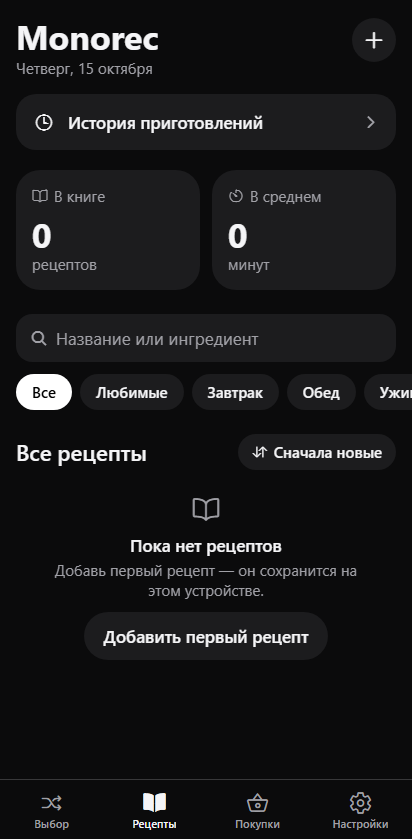 Monorec
Четверг, 15 октября
История приготовлений
В книге
0
рецептов
В среднем
0
минут
Название или ингредиент
Все
Любимые
Завтрак
Обед
Ужи
Все рецепты
Сначала новые
Пока нет рецептов
Добавь первый рецепт — он сохранится на
этом устройстве.
Добавить первый рецепт
Выбор
Рецепты
Покупки
Настройки